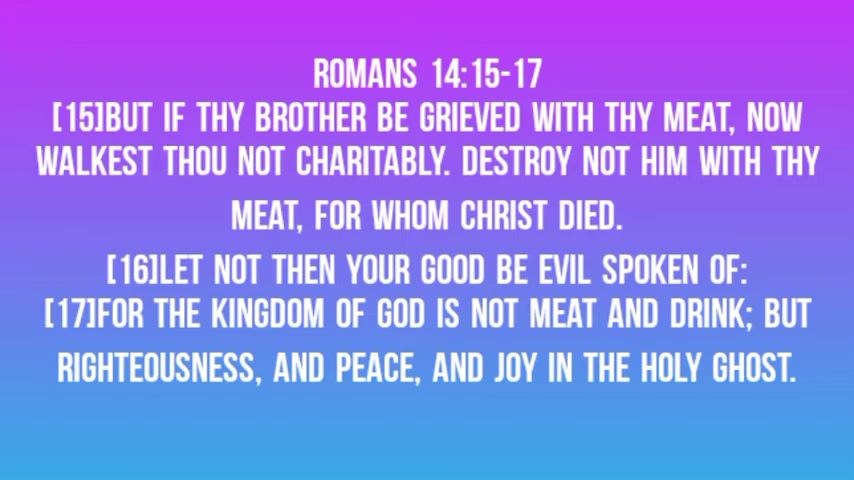 ROMANS 14:15-17
[15]BUT IF THY BROTHER BE GRIEVED WITH THY MEAT, NOW
WALKEST THOU NOT CHARITABLY. DESTROY NOT HIM WITH THY
MEAT, FOR WHOM CHRIST DIED.
[16]LET NOT THEN YOUR GOOD BE EVIL SPOKEN OF:
[17]FOR THE KINGDOM OF GOD IS NOT MEAT AND DRINK; BUT
RIGHTEOUSNESS, AND PEACE, AND JOY IN THE HOLY GHOST.